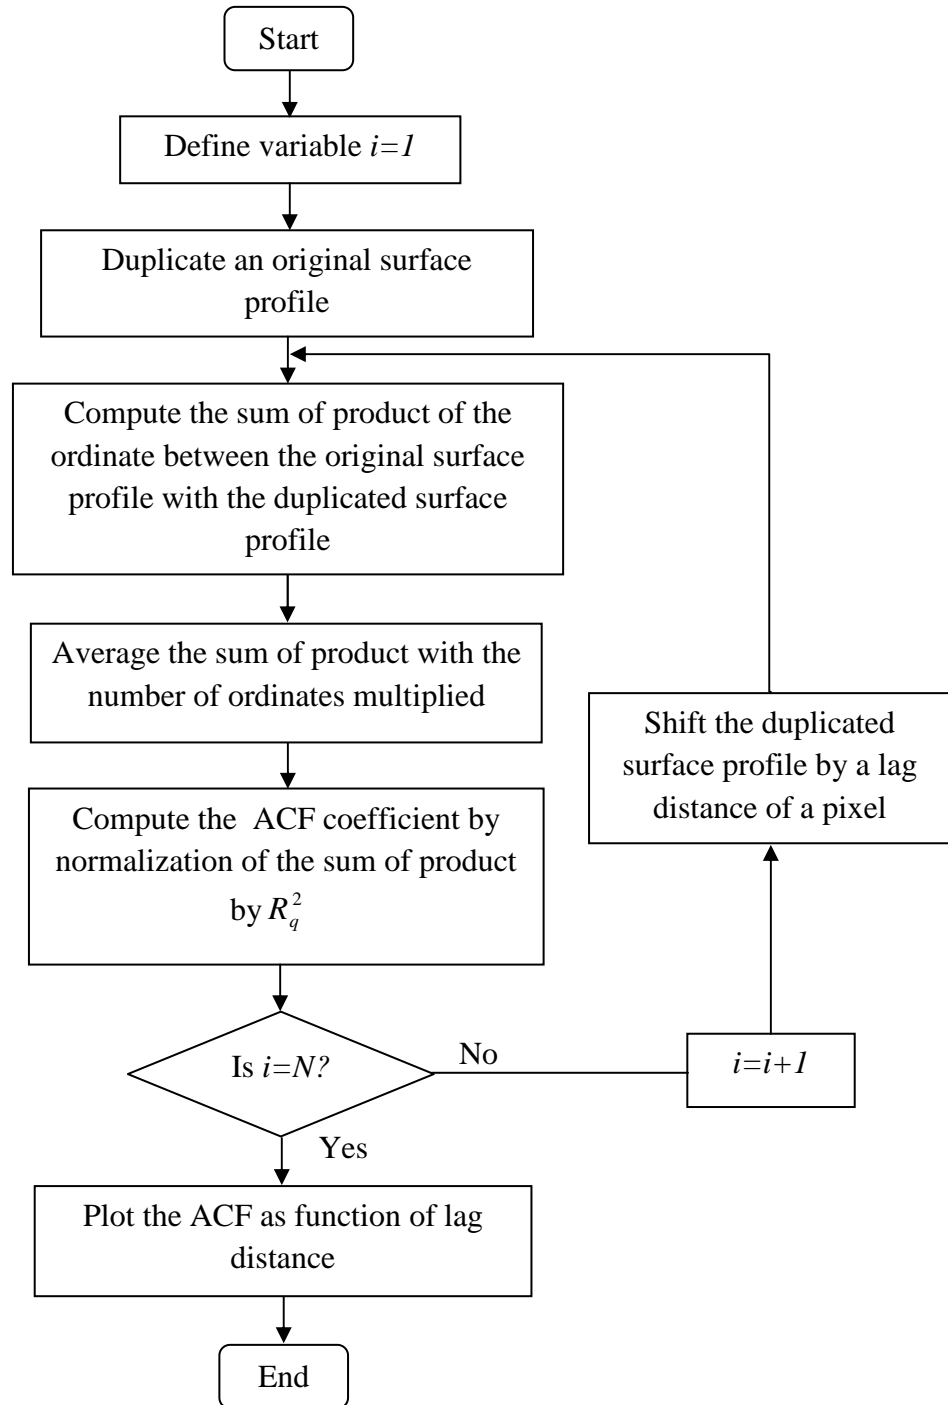 Start
Define variable i=1
Duplicate an original surface
profile
Compute the sum of product of the
ordinate between the original surface
profile with the duplicated surface
profile
Average the sum of product with the
number of ordinates multiplied
Shift the duplicated
surface profile by a lag
distance of a pixel
Compute the ACF coefficient by
normalization of the sum of product
by R_q^2
Is i=N?
No
i=i+1
Yes
Plot the ACF as function of lag
distance
End